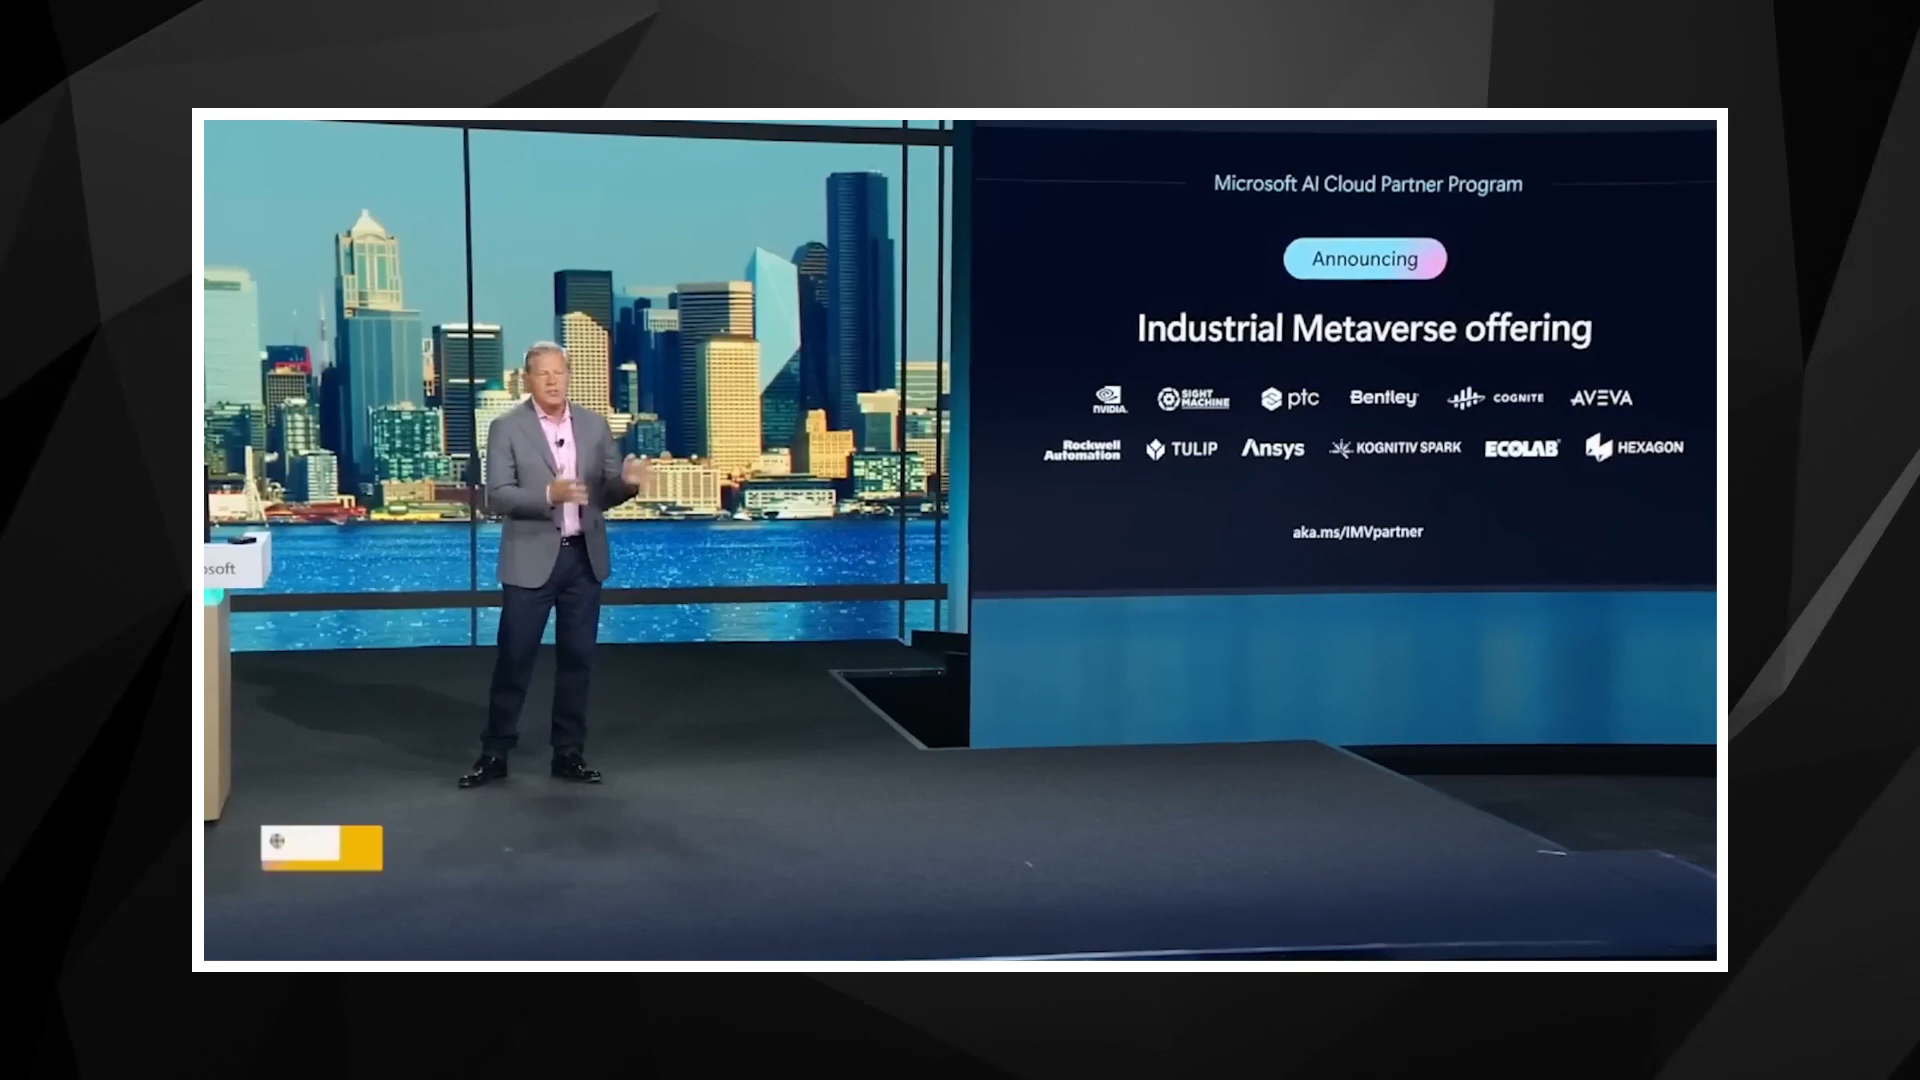 Microsoft AI Cloud Partner Program
Announcing
Industrial Metaverse offering
NVIDIA. SIGHT MACHINE ptc Bentley COGNITE AVEVA
Rockwell Automation TULIP Ansys KOGNITIV SPARK ECOLAB HEXAGON
aka.ms/IMVpartner
osoft